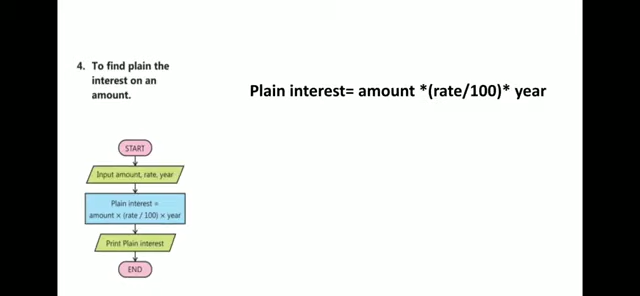 4. To find plain the
interest on an
amount.
Plain interest= amount *(rate/100)* year
START
Input amount, rate, year
Plain interest =
amount × (rate / 100) × year
Print Plain interest
END